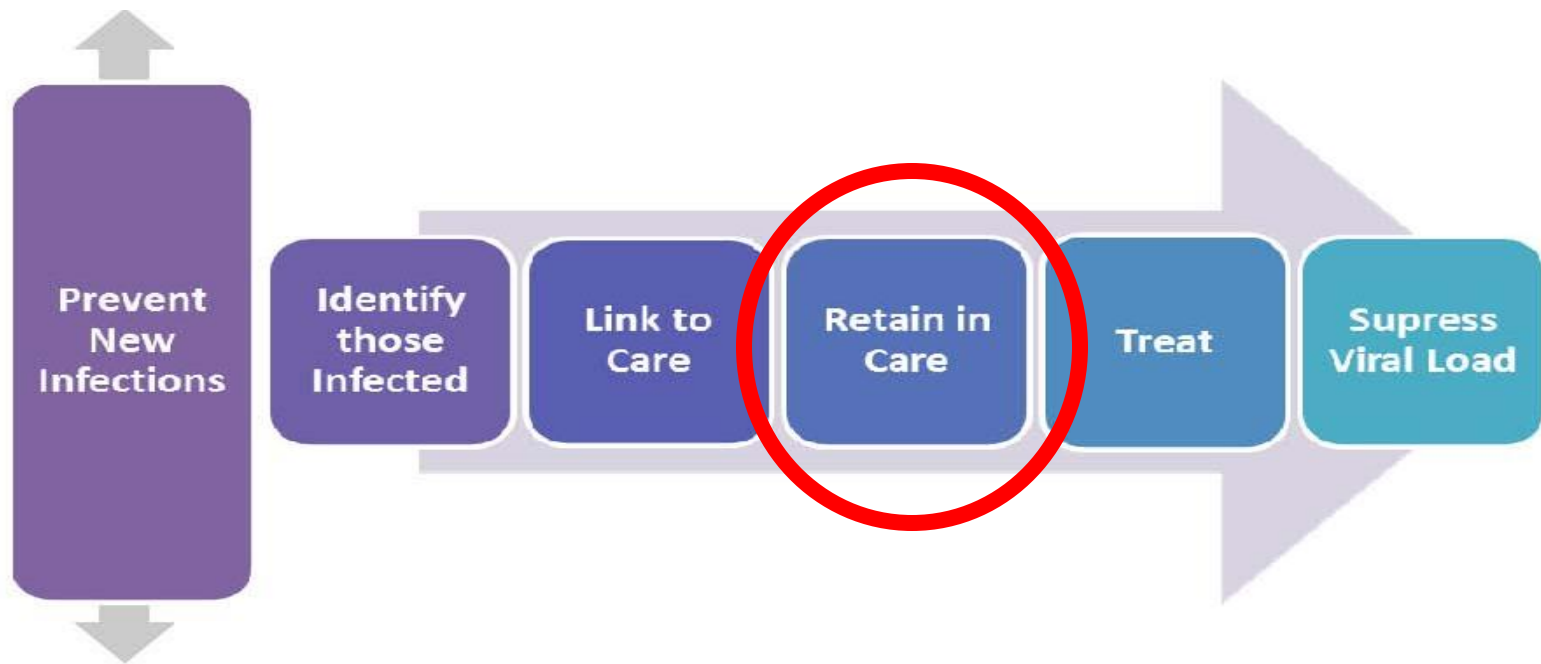 Prevent
New
Infections
Identify
those
Infected
Link to
Care
Retain in
Care
Treat
Supress
Viral Load